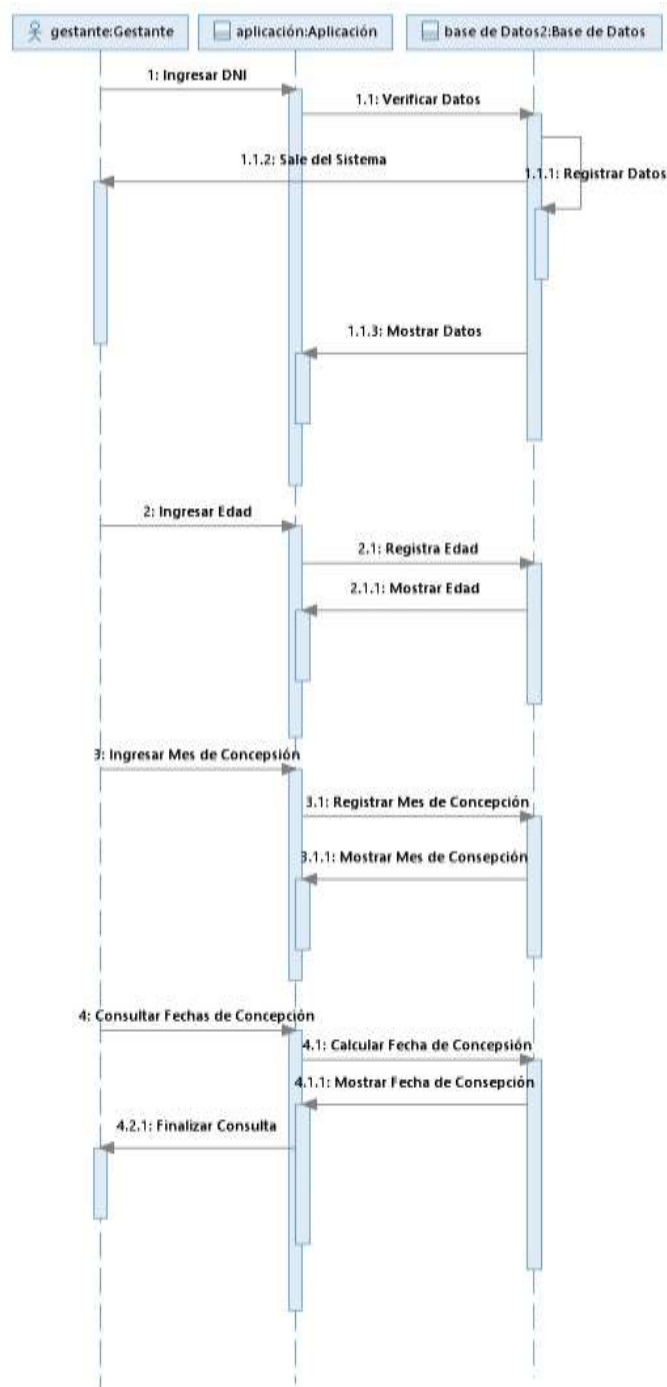 gestante:Gestante
aplicación:Aplicación
base de Datos2:Base de Datos
1: Ingresar DNI
1.1: Verificar Datos
1.1.2: Sale del Sistema
1.1.1: Registrar Datos
1.1.3: Mostrar Datos
2: Ingresar Edad
2.1: Registra Edad
2.1.1: Mostrar Edad
3: Ingresar Mes de Concepsión
3.1: Registrar Mes de Concepción
3.1.1: Mostrar Mes de Consepción
4: Consultar Fechas de Concepción
4.1: Calcular Fecha de Concepsión
4.1.1: Mostrar Fecha de Consepción
4.2.1: Finalizar Consulta